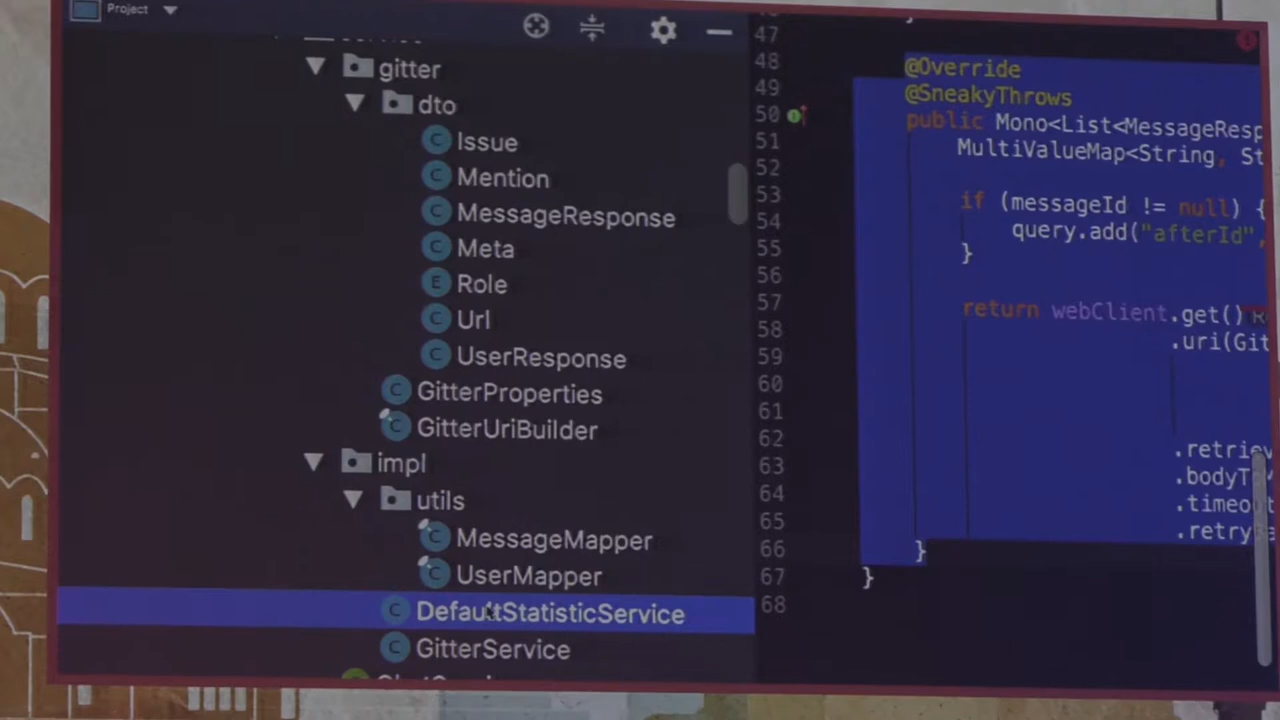 Project
gitter
dto
Issue
Mention
MessageResponse
Meta
Role
Url
UserResponse
GitterProperties
GitterUriBuilder
impl
utils
MessageMapper
UserMapper
DefaultStatisticService
GitterService
47
48 @Override
49 @SneakyThrows
50 public Mono<List<MessageResp
51 MultiValueMap<String, St
52
53 if (messageId != null) {
54 query.add("afterId",
55 }
56
57 return webClient.get()
58 .uri(Git
59
60
61
62 .retriev
63 .bodyT
64 .timeout
65 .retry
66 }
67 }
68